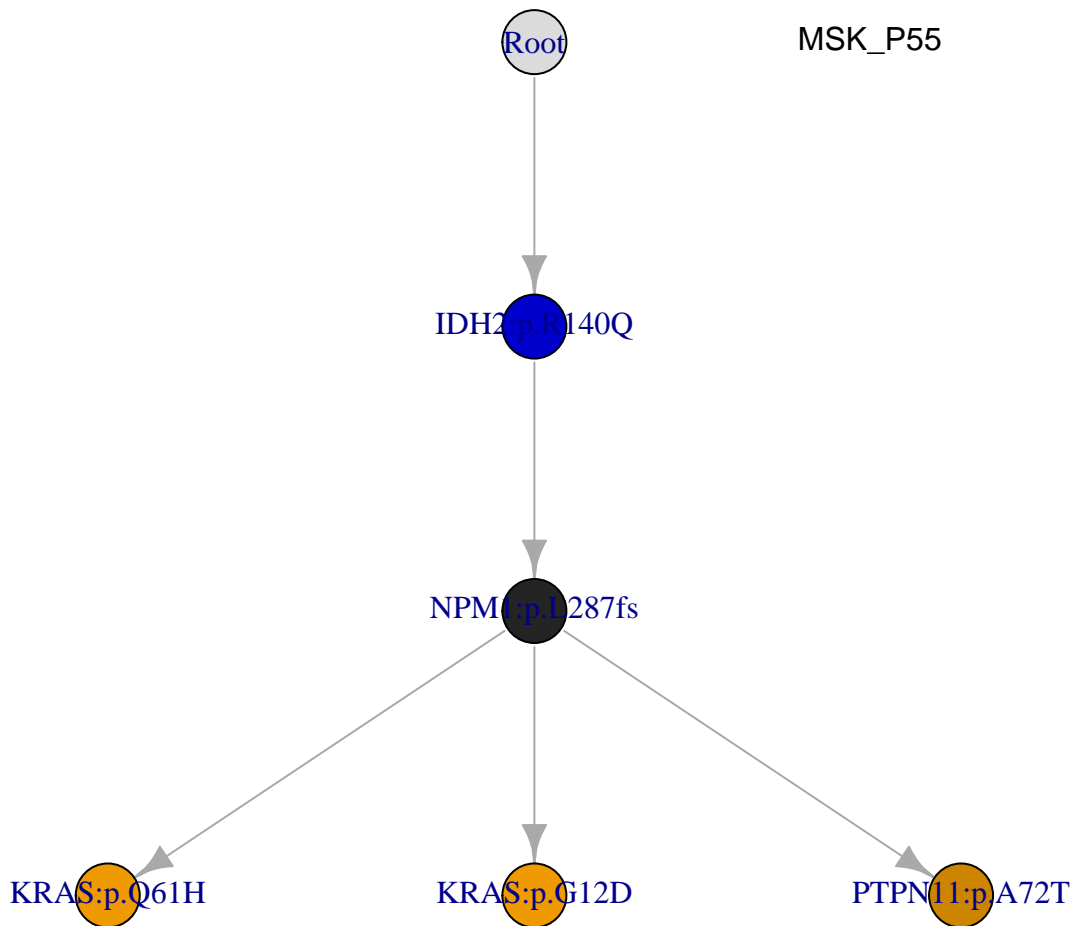 Root
MSK_P55
IDH2:p.R140Q
NPM1:p.L287fs
KRAS:p.Q61H
KRAS:p.G12D
PTPN11:p.A72T